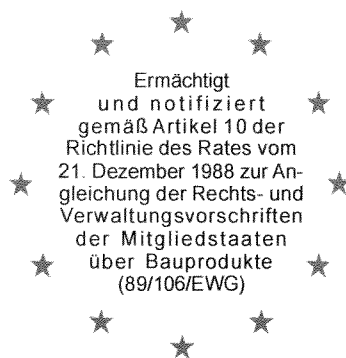 Ermächtigt
und notifiziert
gemäß Artikel 10 der
Richtlinie des Rates vom
21. Dezember 1988 zur An-
gleichung der Rechts- und
Verwaltungsvorschriften
der Mitgliedstaaten
über Bauprodukte
(89/106/EWG)